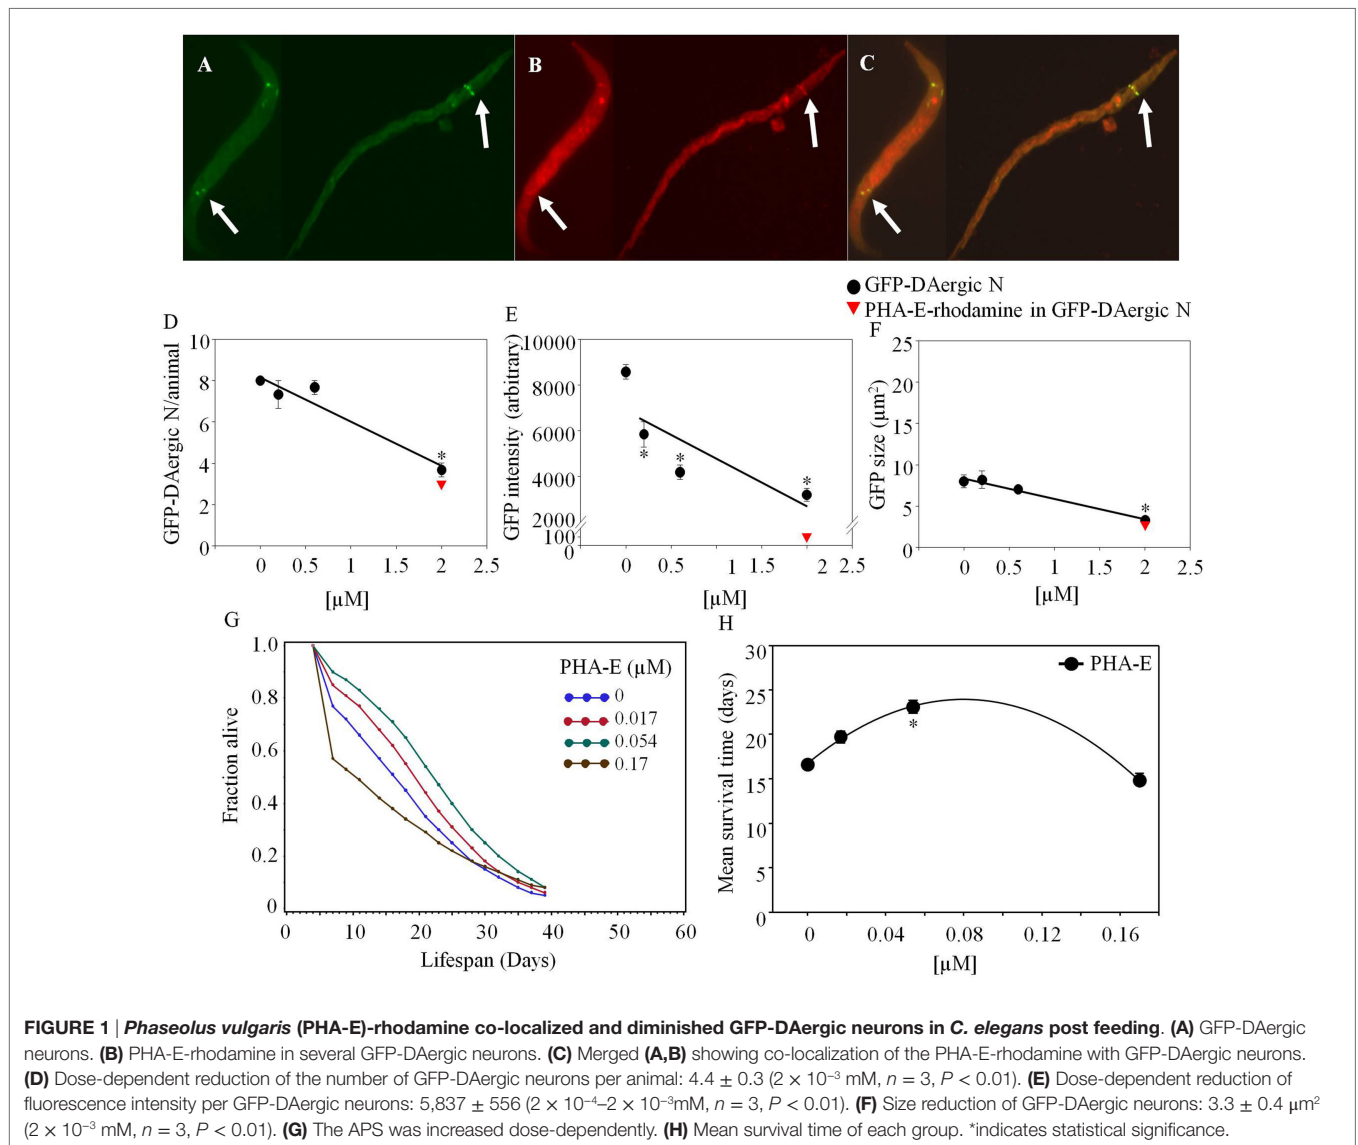 A
B
C
GFP-DAergic N
PHA-E-rhodamine in GFP-DAergic N
D
GFP-DAergic N/animal
10
8
6
4
2
0
*
0 0.5 1 1.5 2 2.5
[µM]
E
GFP intensity (arbitrary)
10000
8000
6000
4000
2000
100
0
* * *
0 0.5 1 1.5 2 2.5
[µM]
F
GFP size (µm²)
25
20
15
10
5
0
*
0 0.5 1 1.5 2 2.5
[µM]
G
Fraction alive
1.0
0.8
0.6
0.4
0.2
0
PHA-E (µM)
0
0.017
0.054
0.17
0 10 20 30 40 50 60
Lifespan (Days)
H
Mean survival time (days)
30
25
20
15
10
5
0
PHA-E
*
0 0.04 0.08 0.12 0.16
[µM]
FIGURE 1 | Phaseolus vulgaris (PHA-E)-rhodamine co-localized and diminished GFP-DAergic neurons in C. elegans post feeding. (A) GFP-DAergic
neurons. (B) PHA-E-rhodamine in several GFP-DAergic neurons. (C) Merged (A,B) showing co-localization of the PHA-E-rhodamine with GFP-DAergic neurons.
(D) Dose-dependent reduction of the number of GFP-DAergic neurons per animal: 4.4 ± 0.3 (2 × 10⁻³ mM, n = 3, P < 0.01). (E) Dose-dependent reduction of
fluorescence intensity per GFP-DAergic neurons: 5,837 ± 556 (2 × 10⁻⁴–2 × 10⁻³mM, n = 3, P < 0.01). (F) Size reduction of GFP-DAergic neurons: 3.3 ± 0.4 µm²
(2 × 10⁻³ mM, n = 3, P < 0.01). (G) The APS was increased dose-dependently. (H) Mean survival time of each group. *indicates statistical significance.